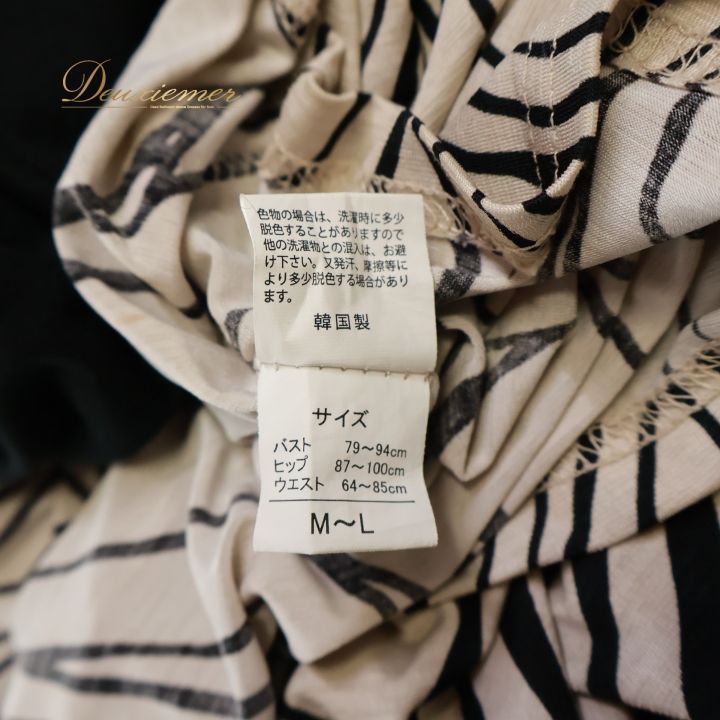 Deuxiemer
色物の場合は、洗濯時に多少
脱色することがありますので
他の洗濯物との混入は、お避
け下さい。又発汁、摩擦等に
より多少脱色する場合があり
ます。
韓国製
サイズ
バスト 79～94cm
ヒップ 87～100cm
ウエスト 64～85cm
M～L